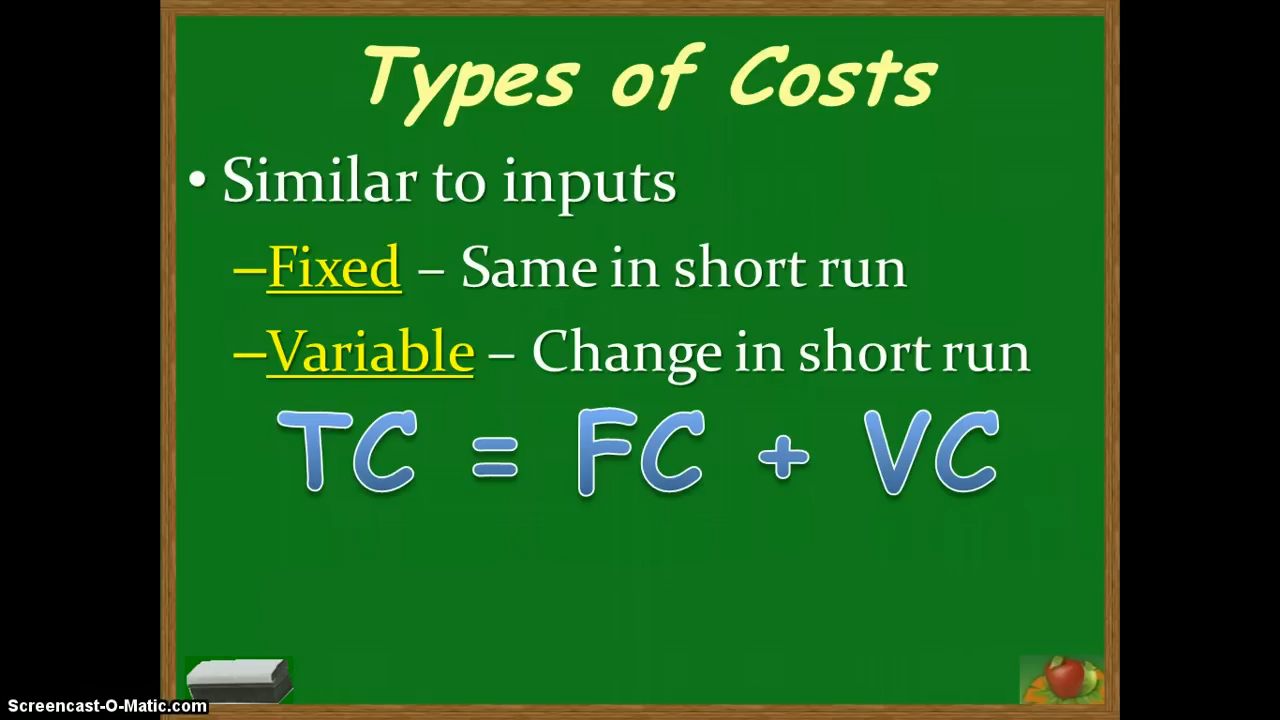 Types of Costs
• Similar to inputs
–Fixed – Same in short run
–Variable – Change in short run
TC = FC + VC
Screencast-O-Matic.com